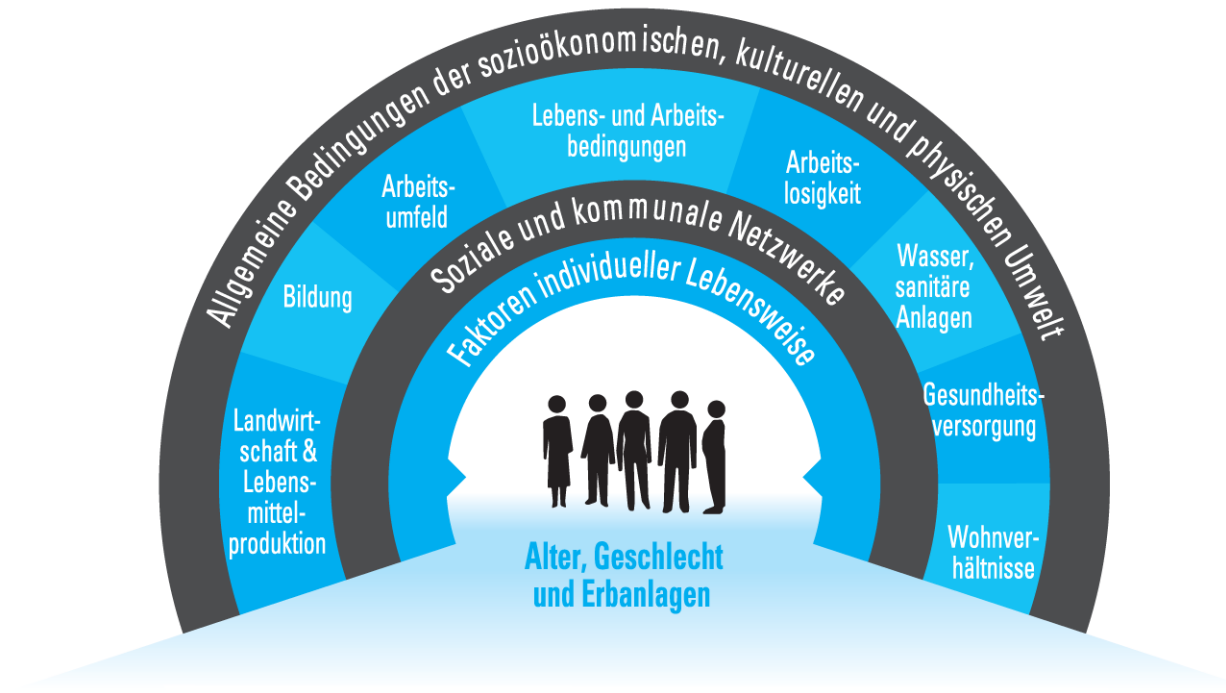 Allgemeine Bedingungen der sozioökonomischen, kulturellen und physischen Umwelt
Landwirt-
schaft &
Lebens-
mittel-
produktion
Bildung
Arbeits-
umfeld
Lebens- und Arbeits-
bedingungen
Arbeits-
losigkeit
Wasser,
sanitäre
Anlagen
Gesundheits-
versorgung
Wohnver-
hältnisse
Soziale und kommunale Netzwerke
Faktoren individueller Lebensweise
Alter, Geschlecht
und Erbanlagen